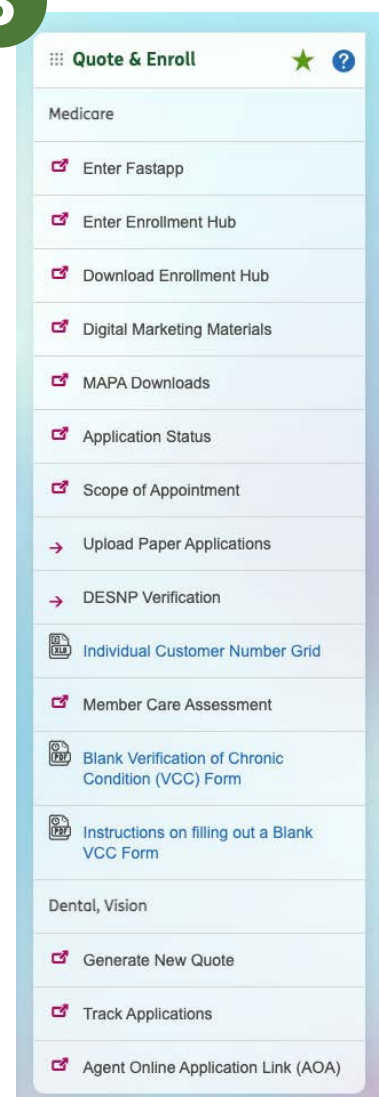 Quote & Enroll ?
Medicare
Enter Fastapp
Enter Enrollment Hub
Download Enrollment Hub
Digital Marketing Materials
MAPA Downloads
Application Status
Scope of Appointment
Upload Paper Applications
DESNP Verification
XLS
Individual Customer Number Grid
Member Care Assessment
PDF
Blank Verification of Chronic
Condition (VCC) Form
PDF
Instructions on filling out a Blank
VCC Form
Dental, Vision
Generate New Quote
Track Applications
Agent Online Application Link (AOA)